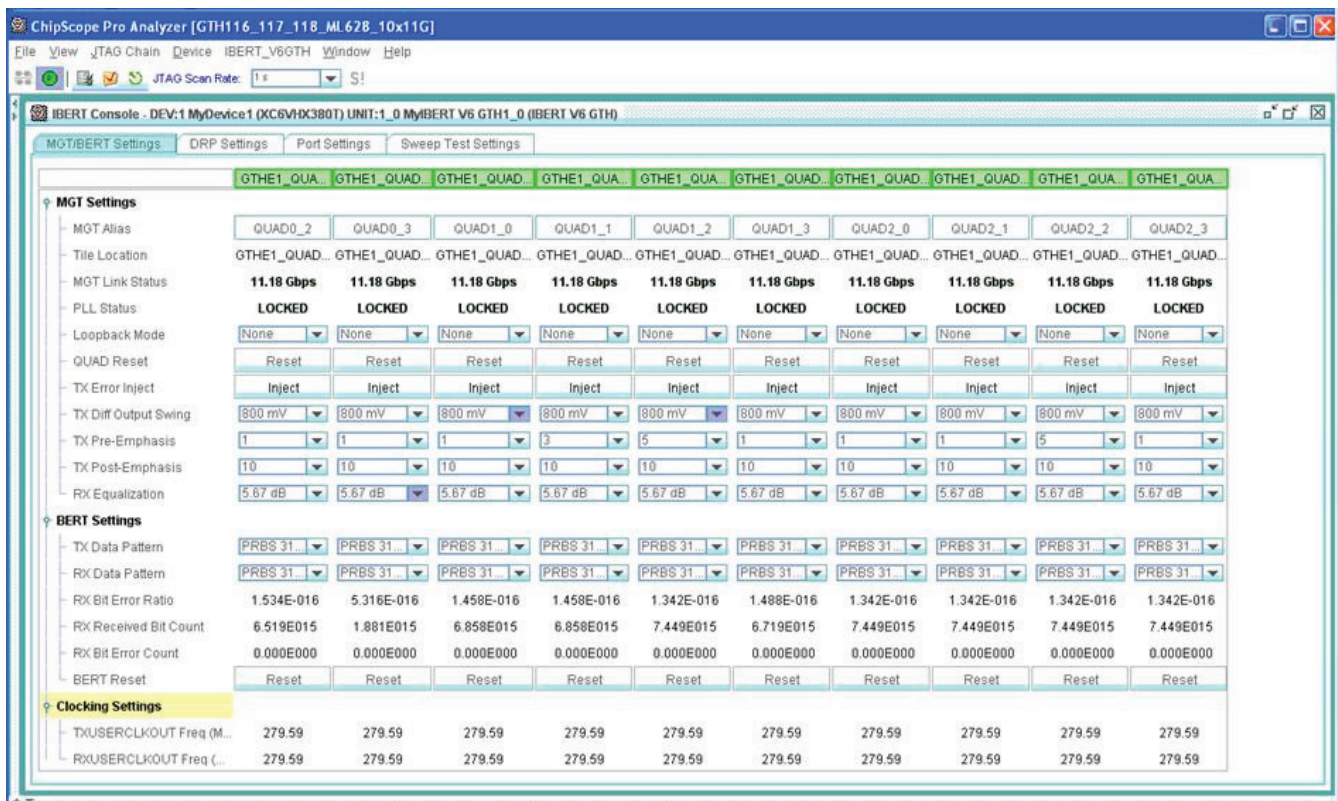 ChipScope Pro Analyzer [GTH116_117_118_ML628_10x11G]
File View JTAG Chain Device IBERT_V6GTH Window Help
JTAG Scan Rate: 1 s S!
IBERT Console - DEV:1 MyDevice1 (XC6VHX380T) UNIT:1_0 MyIBERT V6 GTH1_0 (IBERT V6 GTH)
MGT/BERT Settings DRP Settings Port Settings Sweep Test Settings
GTHE1_QUA... GTHE1_QUAD... GTHE1_QUAD... GTHE1_QUA... GTHE1_QUA... GTHE1_QUAD... GTHE1_QUAD... GTHE1_QUAD... GTHE1_QUA... GTHE1_QUA...
MGT Settings
MGT Alias QUAD0_2 QUAD0_3 QUAD1_0 QUAD1_1 QUAD1_2 QUAD1_3 QUAD2_0 QUAD2_1 QUAD2_2 QUAD2_3
Tile Location GTHE1_QUAD... GTHE1_QUAD... GTHE1_QUAD... GTHE1_QUAD... GTHE1_QUAD... GTHE1_QUAD... GTHE1_QUAD... GTHE1_QUAD... GTHE1_QUAD... GTHE1_QUAD...
MGT Link Status 11.18 Gbps 11.18 Gbps 11.18 Gbps 11.18 Gbps 11.18 Gbps 11.18 Gbps 11.18 Gbps 11.18 Gbps 11.18 Gbps 11.18 Gbps
PLL Status LOCKED LOCKED LOCKED LOCKED LOCKED LOCKED LOCKED LOCKED LOCKED LOCKED
Loopback Mode None None None None None None None None None None
QUAD Reset Reset Reset Reset Reset Reset Reset Reset Reset Reset Reset
TX Error Inject Inject Inject Inject Inject Inject Inject Inject Inject Inject Inject
TX Diff Output Swing 800 mV 800 mV 800 mV 800 mV 800 mV 800 mV 800 mV 800 mV 800 mV 800 mV
TX Pre-Emphasis 1 1 1 3 5 1 1 1 5 1
TX Post-Emphasis 10 10 10 10 10 10 10 10 10 10
RX Equalization 5.67 dB 5.67 dB 5.67 dB 5.67 dB 5.67 dB 5.67 dB 5.67 dB 5.67 dB 5.67 dB 5.67 dB
BERT Settings
TX Data Pattern PRBS 31... PRBS 31... PRBS 31... PRBS 31... PRBS 31... PRBS 31... PRBS 31... PRBS 31... PRBS 31... PRBS 31...
RX Data Pattern PRBS 31... PRBS 31... PRBS 31... PRBS 31... PRBS 31... PRBS 31... PRBS 31... PRBS 31... PRBS 31... PRBS 31...
RX Bit Error Ratio 1.534E-016 5.316E-016 1.458E-016 1.458E-016 1.342E-016 1.488E-016 1.342E-016 1.342E-016 1.342E-016 1.342E-016
RX Received Bit Count 6.519E015 1.881E015 6.858E015 6.858E015 7.449E015 6.719E015 7.449E015 7.449E015 7.449E015 7.449E015
RX Bit Error Count 0.000E000 0.000E000 0.000E000 0.000E000 0.000E000 0.000E000 0.000E000 0.000E000 0.000E000 0.000E000
BERT Reset Reset Reset Reset Reset Reset Reset Reset Reset Reset Reset
Clocking Settings
TXUSERCLKOUT Freq (M... 279.59 279.59 279.59 279.59 279.59 279.59 279.59 279.59 279.59 279.59
RXUSERCLKOUT Freq (... 279.59 279.59 279.59 279.59 279.59 279.59 279.59 279.59 279.59 279.59